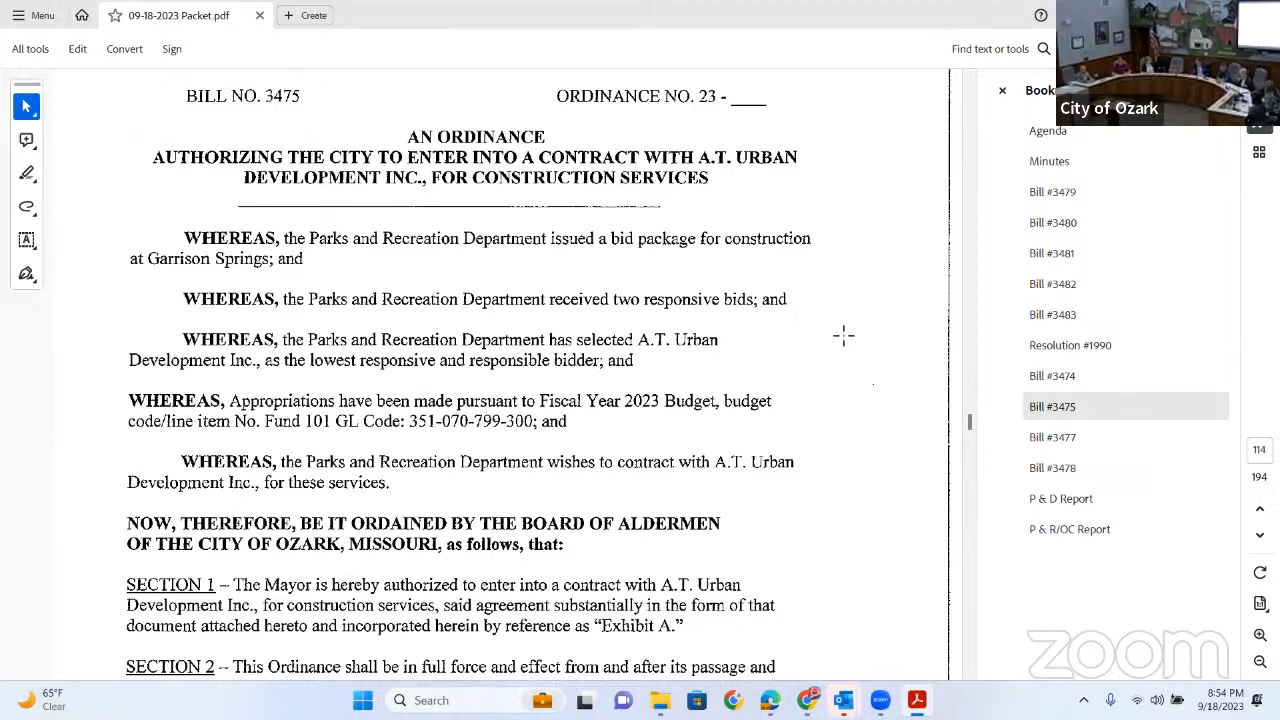 Menu
09-18-2023 Packet.pdf
Create
All tools
Edit
Convert
Sign
Find text or tools
City of Ozark
BILL NO. 3475
ORDINANCE NO. 23 - ____
AN ORDINANCE
AUTHORIZING THE CITY TO ENTER INTO A CONTRACT WITH A.T. URBAN
DEVELOPMENT INC., FOR CONSTRUCTION SERVICES
WHEREAS, the Parks and Recreation Department issued a bid package for construction
at Garrison Springs; and
WHEREAS, the Parks and Recreation Department received two responsive bids; and
WHEREAS, the Parks and Recreation Department has selected A.T. Urban
Development Inc., as the lowest responsive and responsible bidder; and
WHEREAS, Appropriations have been made pursuant to Fiscal Year 2023 Budget, budget
code/line item No. Fund 101 GL Code: 351-070-799-300; and
WHEREAS, the Parks and Recreation Department wishes to contract with A.T. Urban
Development Inc., for these services.
NOW, THEREFORE, BE IT ORDAINED BY THE BOARD OF ALDERMEN
OF THE CITY OF OZARK, MISSOURI, as follows, that:
SECTION 1 – The Mayor is hereby authorized to enter into a contract with A.T. Urban
Development Inc., for construction services, said agreement substantially in the form of that
document attached hereto and incorporated herein by reference as “Exhibit A.”
SECTION 2 – This Ordinance shall be in full force and effect from and after its passage and
Book
Agenda
Minutes
Bill #3479
Bill #3480
Bill #3481
Bill #3482
Bill #3483
Resolution #1990
Bill #3474
Bill #3475
Bill #3477
Bill #3478
P & D Report
P & R/OC Report
114
194
zoom
65°F
Clear
Search
8:54 PM
9/18/2023